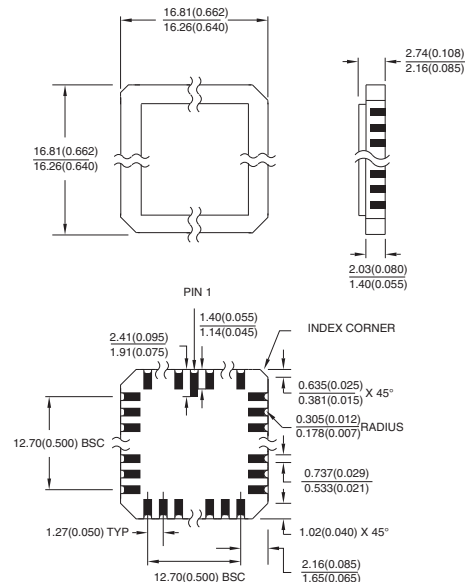 16.81(0.662)
16.26(0.640)
2.74(0.108)
2.16(0.085)
16.81(0.662)
16.26(0.640)
2.03(0.080)
1.40(0.055)
PIN 1
1.40(0.055)
1.14(0.045)
INDEX CORNER
2.41(0.095)
1.91(0.075)
0.635(0.025)
0.381(0.015) X 45°
0.305(0.012)
0.178(0.007) RADIUS
12.70(0.500) BSC
0.737(0.029)
0.533(0.021)
1.27(0.050) TYP
1.02(0.040) X 45°
12.70(0.500) BSC
2.16(0.085)
1.65(0.065)